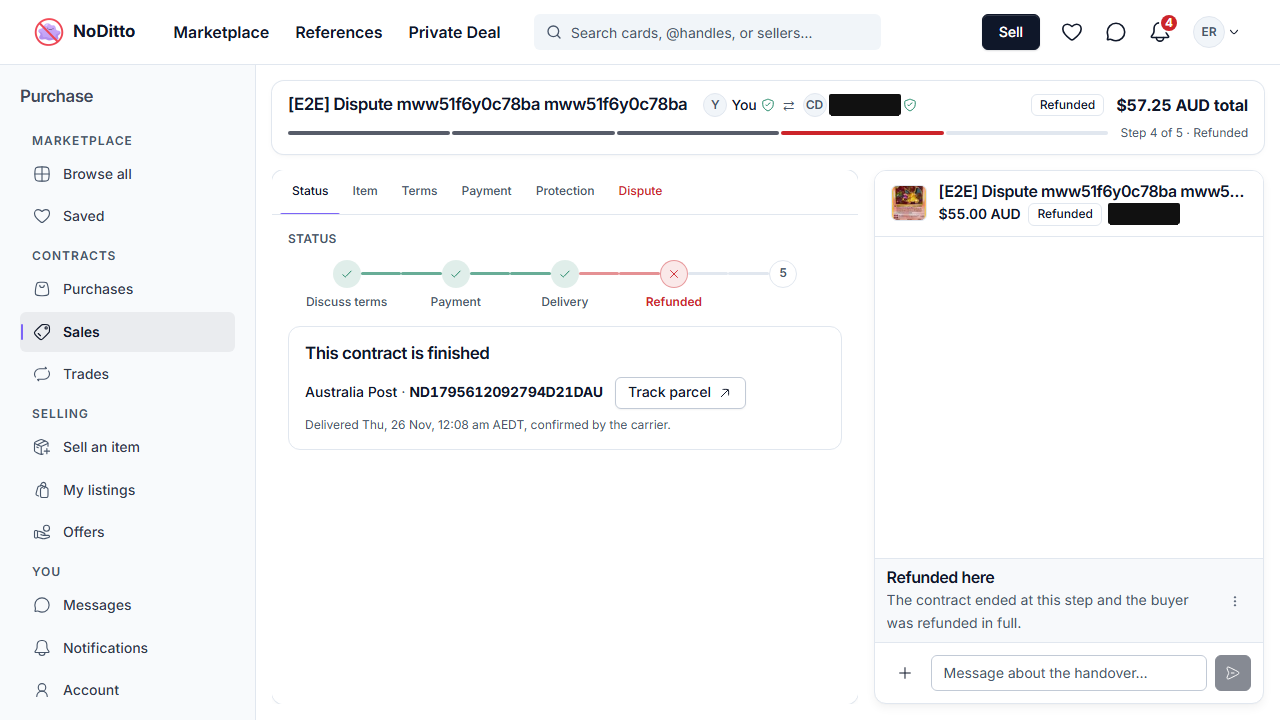 NoDitto
Marketplace
References
Private Deal
Search cards, @handles, or sellers...
Sell
4
ER
Purchase
MARKETPLACE
Browse all
Saved
CONTRACTS
Purchases
Sales
Trades
SELLING
Sell an item
My listings
Offers
YOU
Messages
Notifications
Account
[E2E] Dispute mww51f6y0c78ba mww51f6y0c78ba
Y You
CD
Refunded
$57.25 AUD total
Step 4 of 5 · Refunded
Status
Item
Terms
Payment
Protection
Dispute
STATUS
5
Discuss terms
Payment
Delivery
Refunded
This contract is finished
Australia Post · ND1795612092794D21DAU
Track parcel
Delivered Thu, 26 Nov, 12:08 am AEDT, confirmed by the carrier.
[E2E] Dispute mww51f6y0c78ba mww5...
$55.00 AUD
Refunded
Refunded here
The contract ended at this step and the buyer
was refunded in full.
Message about the handover...